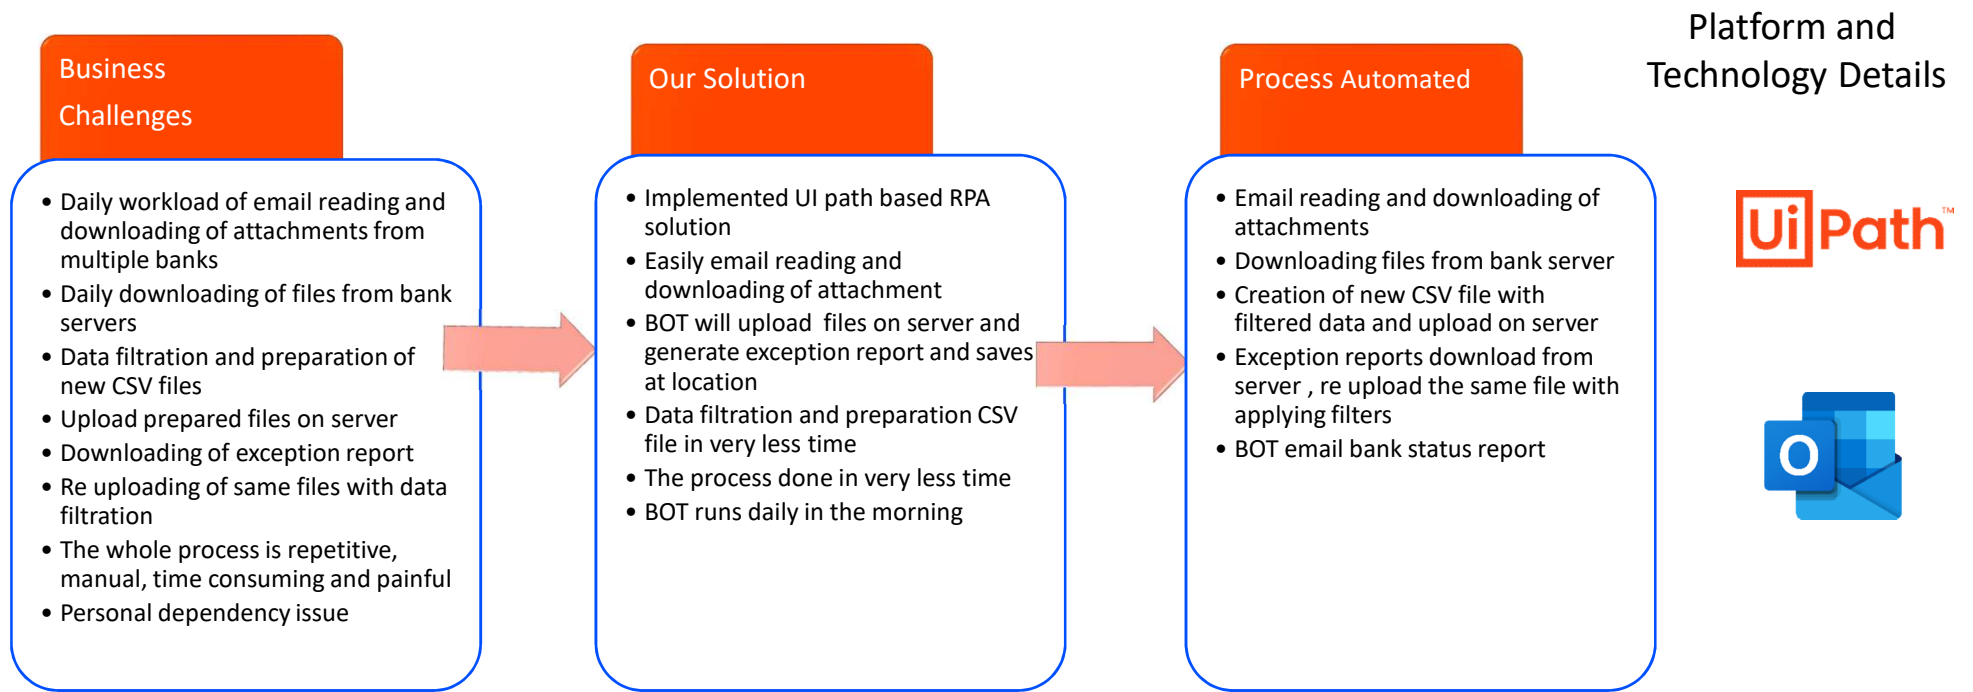 Business
Challenges
• Daily workload of email reading and
downloading of attachments from
multiple banks
• Daily downloading of files from bank
servers
• Data filtration and preparation of
new CSV files
• Upload prepared files on server
• Downloading of exception report
• Re uploading of same files with data
filtration
• The whole process is repetitive,
manual, time consuming and painful
• Personal dependency issue
Our Solution
• Implemented UI path based RPA
solution
• Easily email reading and
downloading of attachment
• BOT will upload  files on server and
generate exception report and saves
at location
• Data filtration and preparation CSV
file in very less time
• The process done in very less time
• BOT runs daily in the morning
Process Automated
• Email reading and downloading of
attachments
• Downloading files from bank server
• Creation of new CSV file with
filtered data and upload on server
• Exception reports download from
server , re upload the same file with
applying filters
• BOT email bank status report
Platform and
Technology Details
UiPath™
O